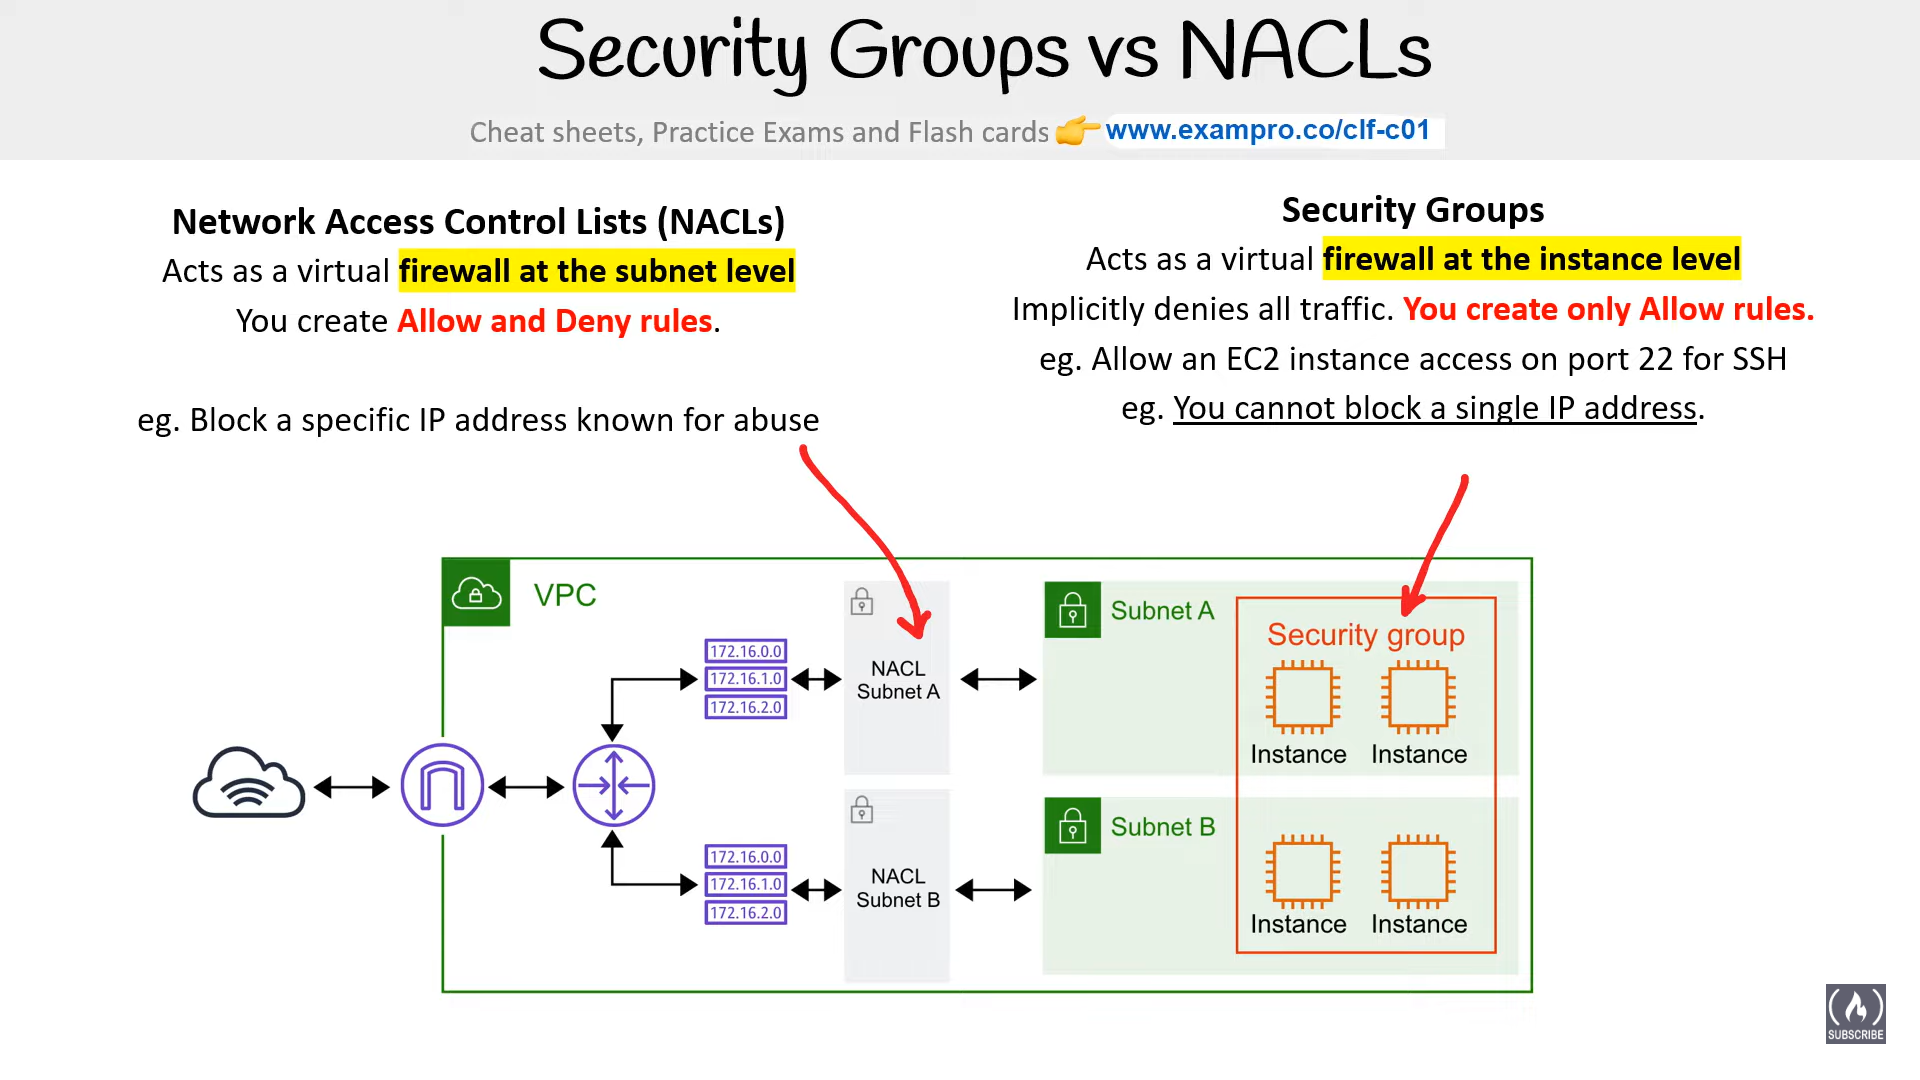 Security Groups vs NACLs
Cheat sheets, Practice Exams and Flash cards 👉 www.exampro.co/clf-c01
Network Access Control Lists (NACLs)
Acts as a virtual firewall at the subnet level
You create Allow and Deny rules.
eg. Block a specific IP address known for abuse
Security Groups
Acts as a virtual firewall at the instance level
Implicitly denies all traffic. You create only Allow rules.
eg. Allow an EC2 instance access on port 22 for SSH
eg. You cannot block a single IP address.
VPC
172.16.0.0
172.16.1.0
172.16.2.0
NACL
Subnet A
Subnet A
Security group
Instance
Instance
172.16.0.0
172.16.1.0
172.16.2.0
NACL
Subnet B
Subnet B
Instance
Instance
SUBSCRIBE